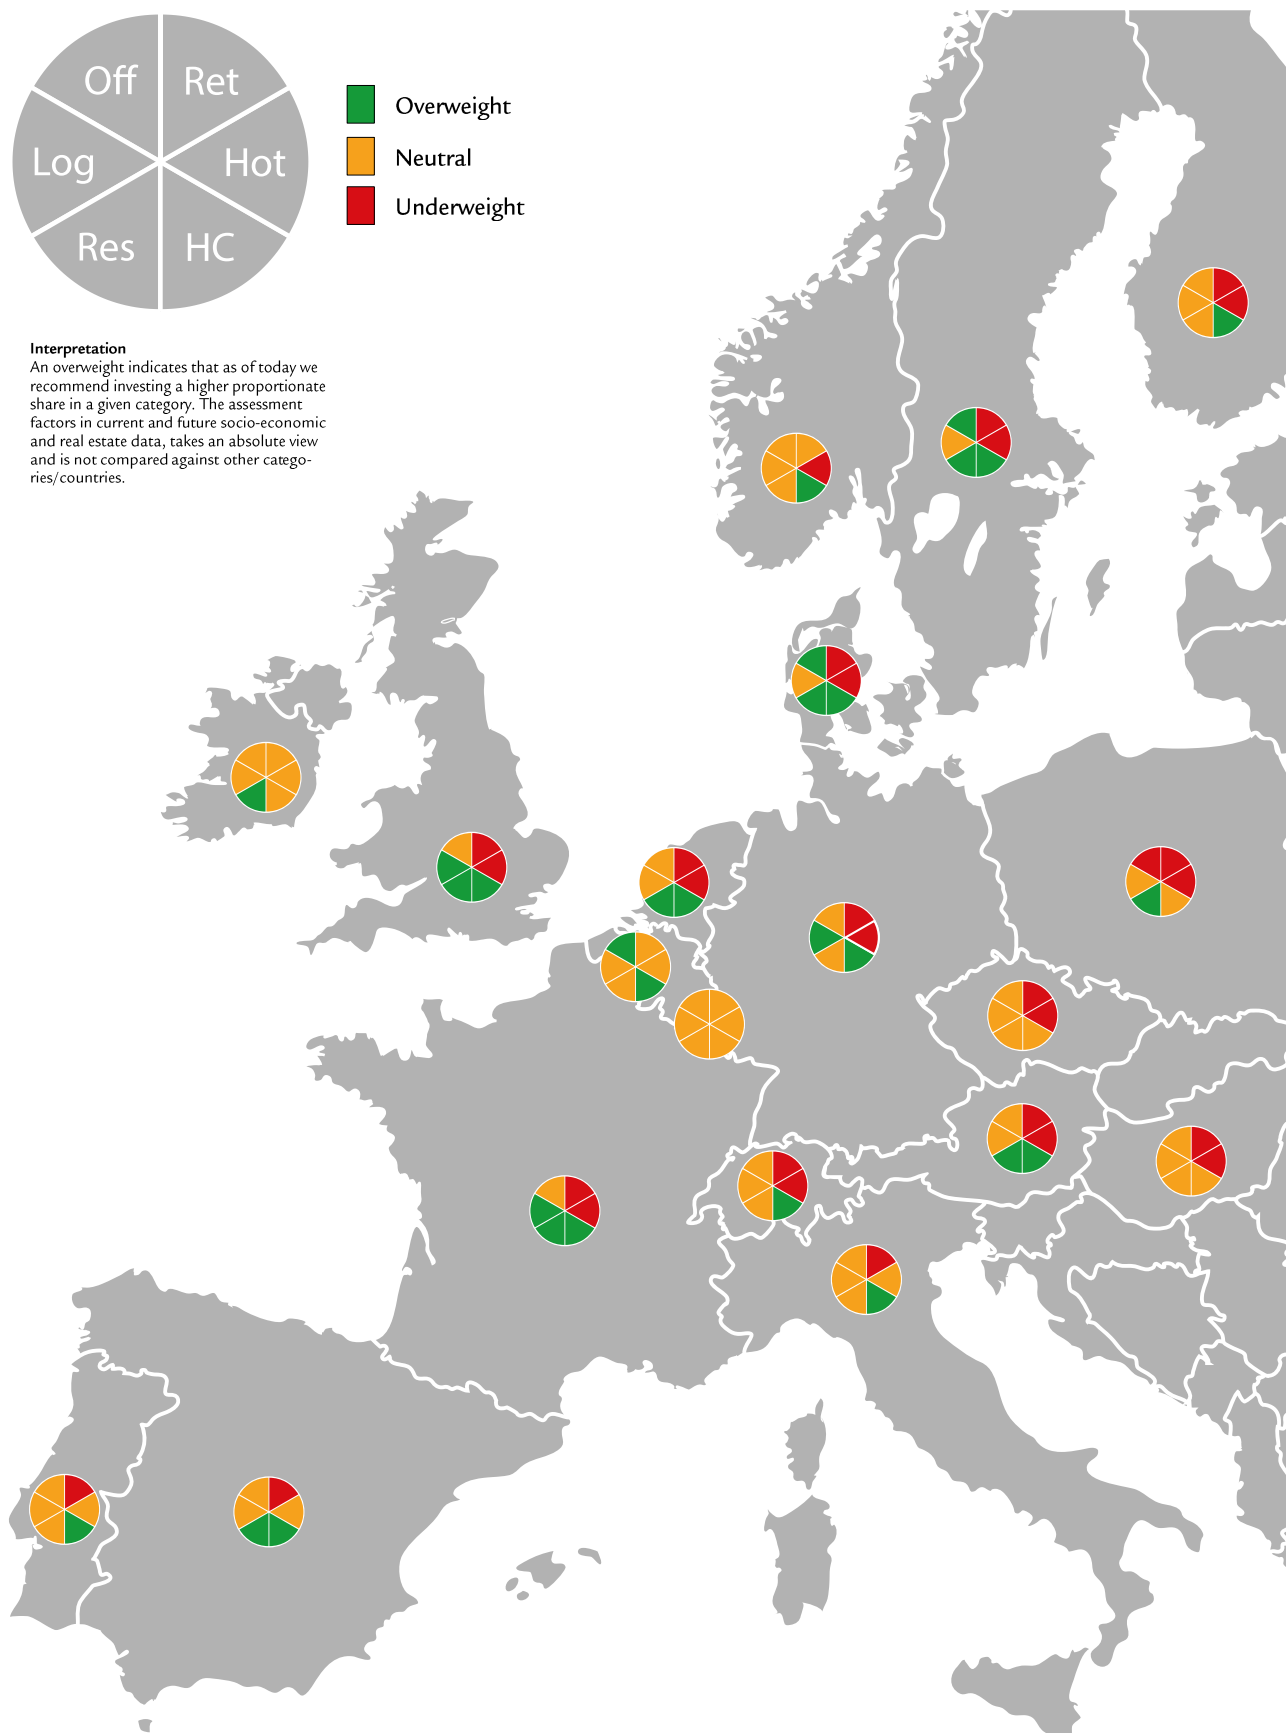 Off
Ret
Log
Hot
Res
HC
Overweight
Neutral
Underweight
Interpretation
An overweight indicates that as of today we
recommend investing a higher proportionate
share in a given category. The assessment
factors in current and future socio-economic
and real estate data, takes an absolute view
and is not compared against other catego-
ries/countries.